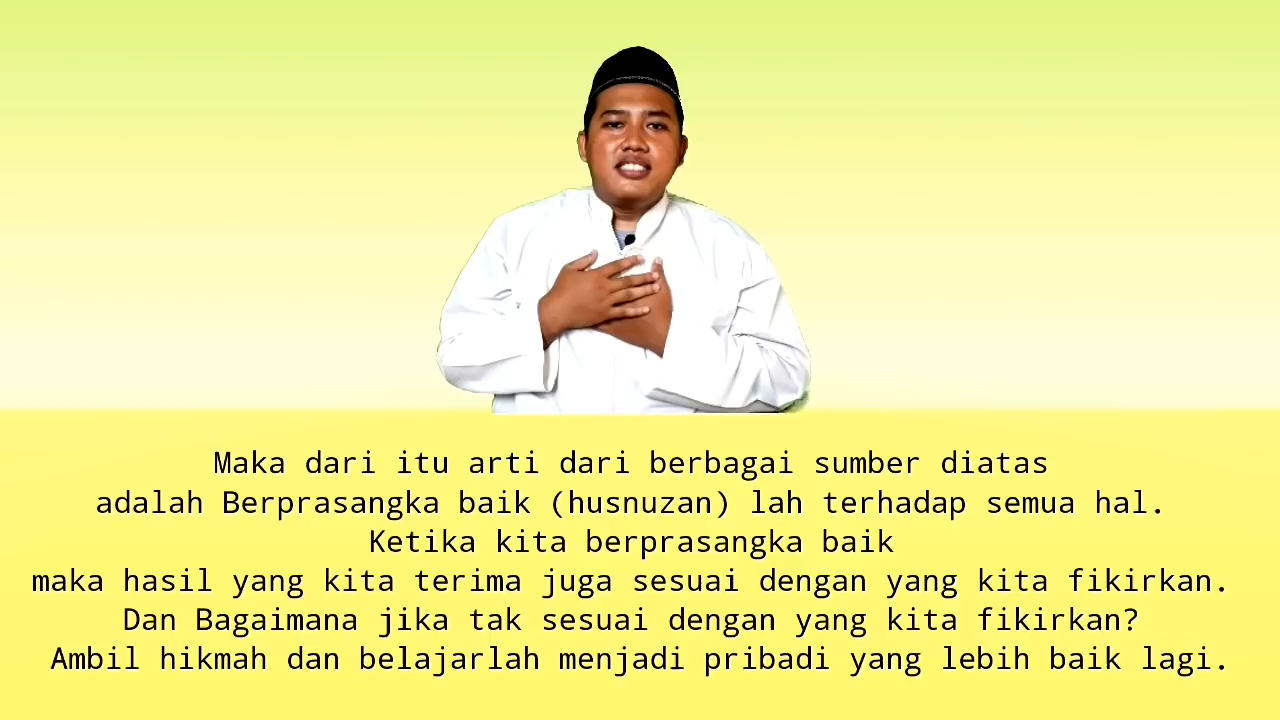 Maka dari itu arti dari berbagai sumber diatas
adalah Berprasangka baik (husnuzan) lah terhadap semua hal.
Ketika kita berprasangka baik
maka hasil yang kita terima juga sesuai dengan yang kita fikirkan.
Dan Bagaimana jika tak sesuai dengan yang kita fikirkan?
Ambil hikmah dan belajarlah menjadi pribadi yang lebih baik lagi.